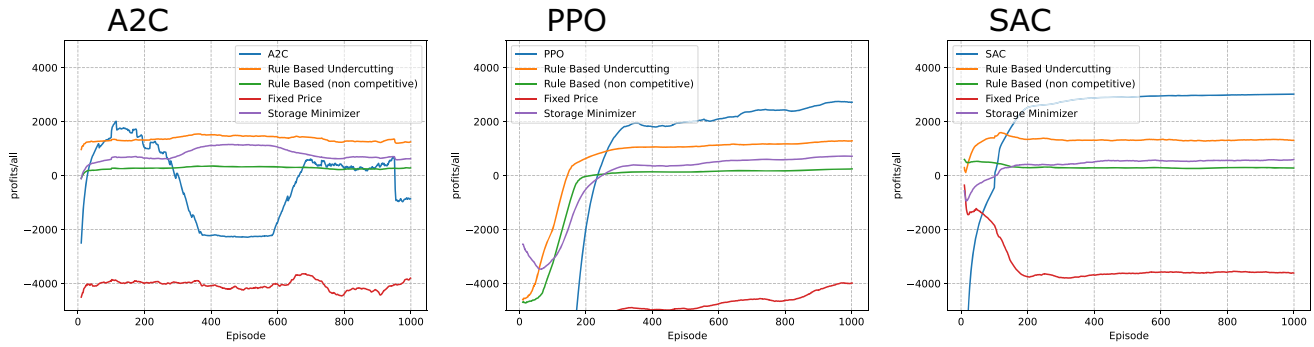 A2C
profits/all
4000
2000
0
−2000
−4000
A2C
Rule Based Undercutting
Rule Based (non competitive)
Fixed Price
Storage Minimizer
0 200 400 600 800 1000
Episode
PPO
profits/all
4000
2000
0
−2000
−4000
PPO
Rule Based Undercutting
Rule Based (non competitive)
Fixed Price
Storage Minimizer
0 200 400 600 800 1000
Episode
SAC
profits/all
4000
2000
0
−2000
−4000
SAC
Rule Based Undercutting
Rule Based (non competitive)
Fixed Price
Storage Minimizer
0 200 400 600 800 1000
Episode